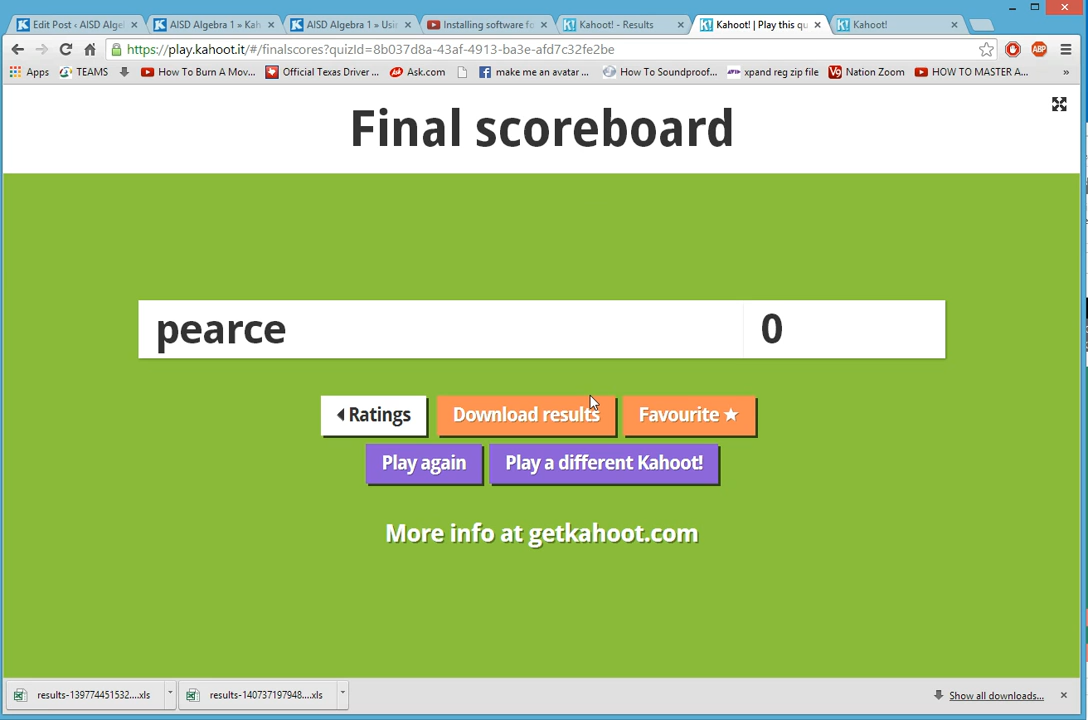 Edit Post ‹ AISD Alge
AISD Algebra 1 » Kah
AISD Algebra 1 » Usin
Installing software fo
Kahoot! - Results
Kahoot! | Play this qu
Kahoot!
https://play.kahoot.it/#/finalscores?quizId=8b037d8a-43af-4913-ba3e-afd7c32fe2be
ABP
Apps
TEAMS
How To Burn A Mov...
Official Texas Driver ...
Ask.com
make me an avatar ...
How To Soundproof...
xpand reg zip file
Nation Zoom
HOW TO MASTER A...
»
Final scoreboard
pearce 0
Ratings
Download results
Favourite ★
Play again
Play a different Kahoot!
More info at getkahoot.com
results-139774451532....xls
results-140737197948....xls
Show all downloads...